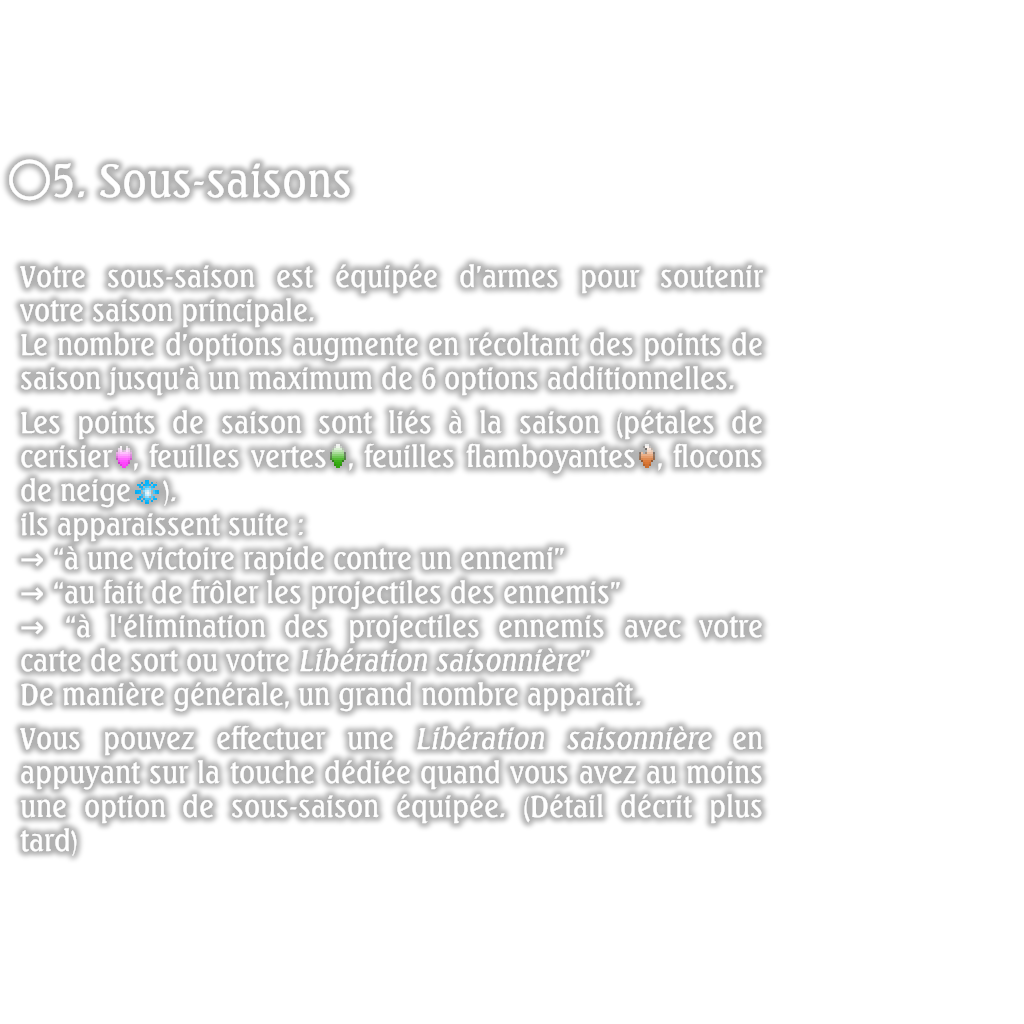 ○5. Sous-saisons
Votre sous-saison est équipée d'armes pour soutenir
votre saison principale.
Le nombre d'options augmente en récoltant des points de
saison jusqu'à un maximum de 6 options additionnelles.
Les points de saison sont liés à la saison (pétales de
cerisier, feuilles vertes, feuilles flamboyantes, flocons
de neige).
ils apparaissent suite :
→ “à une victoire rapide contre un ennemi”
→ “au fait de frôler les projectiles des ennemis”
→ “à l'élimination des projectiles ennemis avec votre
carte de sort ou votre Libération saisonnière”
De manière générale, un grand nombre apparaît.
Vous pouvez effectuer une Libération saisonnière en
appuyant sur la touche dédiée quand vous avez au moins
une option de sous-saison équipée. (Détail décrit plus
tard)